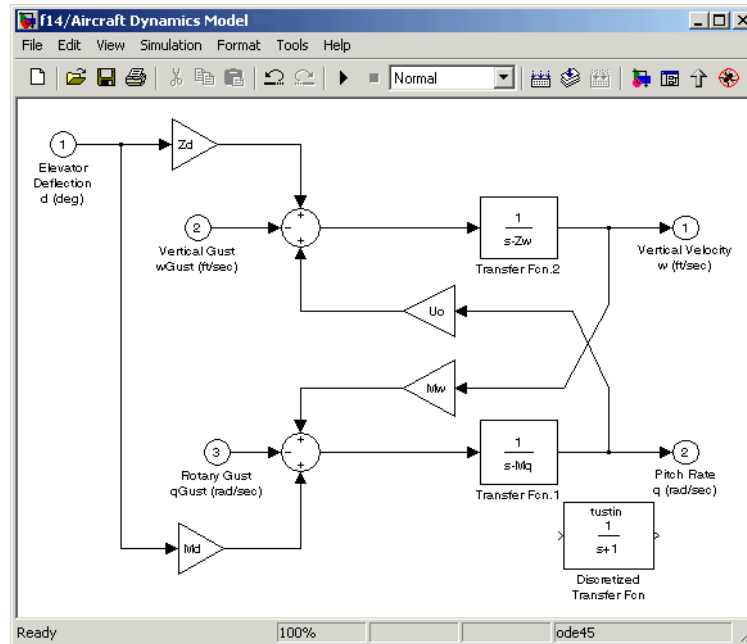 f14/Aircraft Dynamics Model
File Edit View Simulation Format Tools Help
Normal
1
Elevator
Deflection
d (deg)
Zd
2
Vertical Gust
wGust (ft/sec)
−
+
+
1
s-Zw
Transfer Fcn.2
1
Vertical Velocity
w (ft/sec)
Uo
Mw
3
Rotary Gust
qGust (rad/sec)
−
+
+
1
s-Mq
Transfer Fcn.1
2
Pitch Rate
q (rad/sec)
Md
tustin
1
s+1
Discretized
Transfer Fcn
Ready 100% ode45